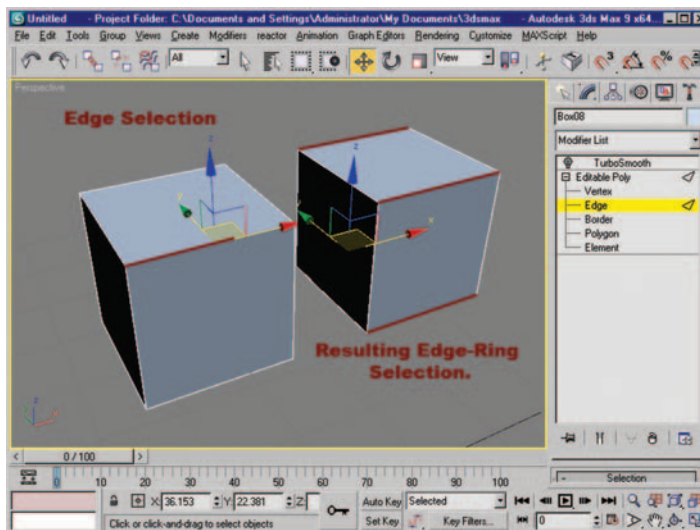 Untitled - Project Folder: C:\Documents and Settings\Administrator\My Documents\3dsmax - Autodesk 3ds Max 9 x64...
File Edit Tools Group Views Create Modifiers reactor Animation Graph Editors Rendering Customize MAXScript Help
All
View
Perspective
Edge Selection
z
y
x
z
x
Resulting Edge-Ring
Selection.
z
Box08
Modifier List
TurboSmooth
Editable Poly
Vertex
Edge
Border
Polygon
Element
- Selection
< 0 / 100 >
0 10 20 30 40 50 60 70 80 90 100
X: 36.153 Y: 22.381 Z:
Auto Key Selected
Click or click-and-drag to select objects
Set Key Key Filters...
0